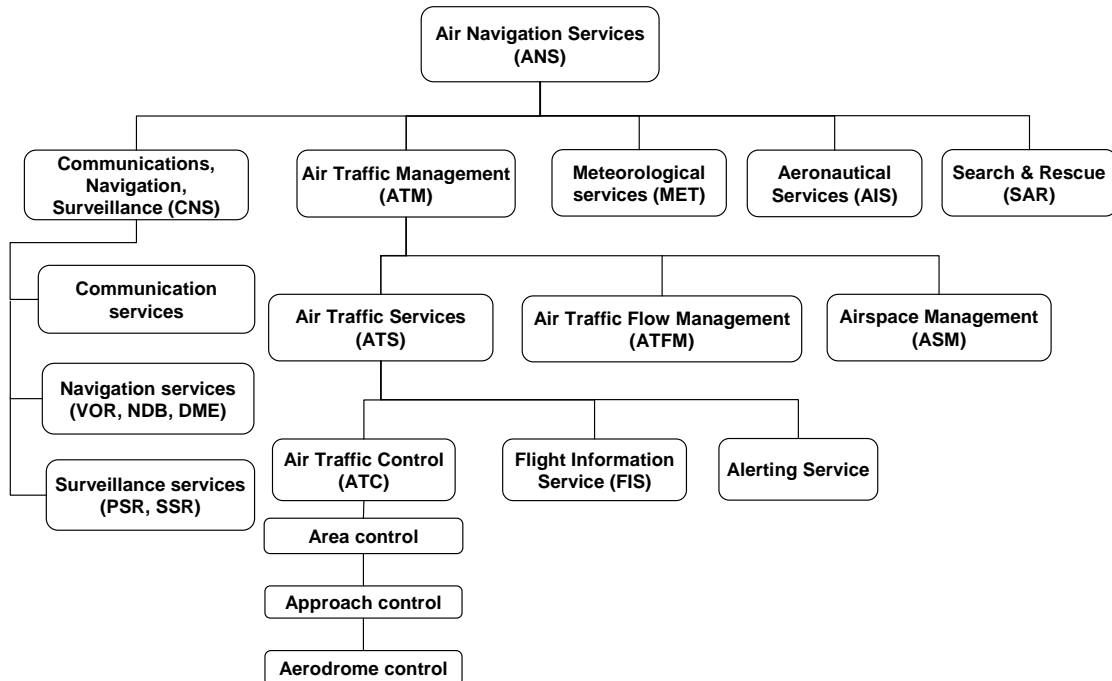 Air Navigation Services
(ANS)
Communications,
Navigation,
Surveillance (CNS)
Air Traffic Management
(ATM)
Meteorological
services (MET)
Aeronautical
Services (AIS)
Search & Rescue
(SAR)
Communication
services
Air Traffic Services
(ATS)
Air Traffic Flow Management
(ATFM)
Airspace Management
(ASM)
Navigation services
(VOR, NDB, DME)
Air Traffic Control
(ATC)
Flight Information
Service (FIS)
Alerting Service
Surveillance services
(PSR, SSR)
Area control
Approach control
Aerodrome control